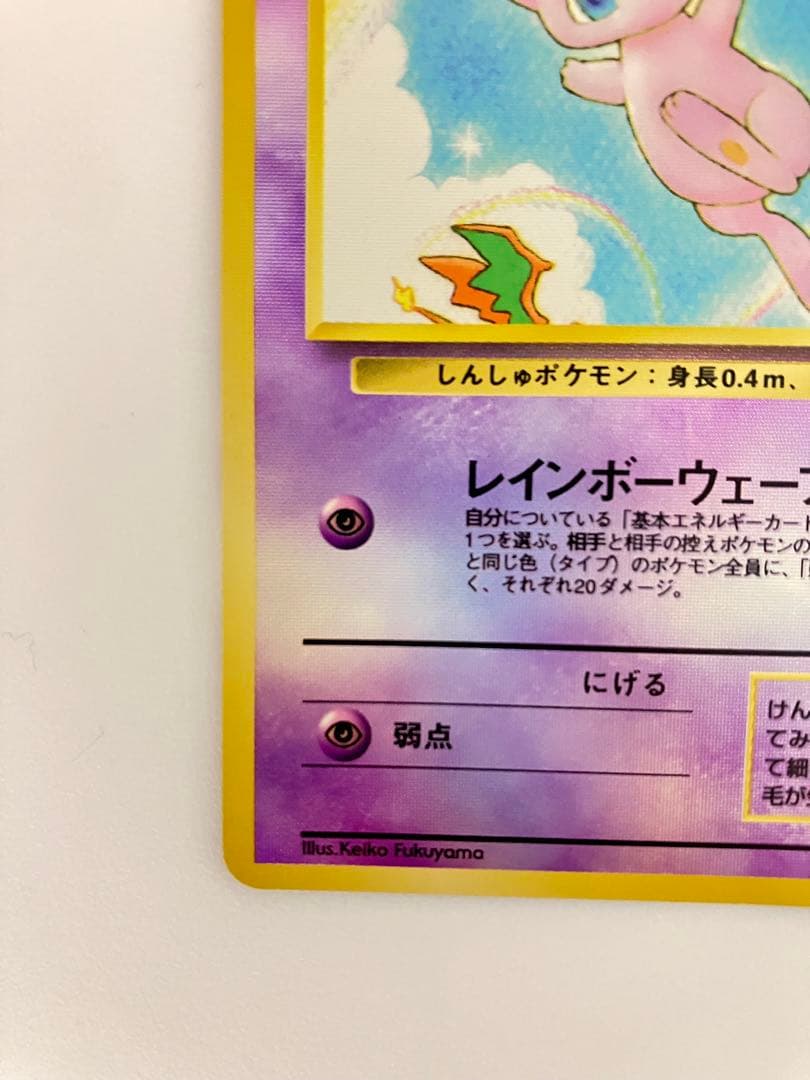 しんしゅポケモン：身長0.4m、
レインボーウェー
自分についている「基本エネルギーカード
1つを選ぶ。相手と相手の控えポケモンの
と同じ色（タイプ）のポケモン全員に、「
く、それぞれ20ダメージ。
にげる
弱点
けん
てみ
て細
毛が
Illus. Keiko Fukuyama